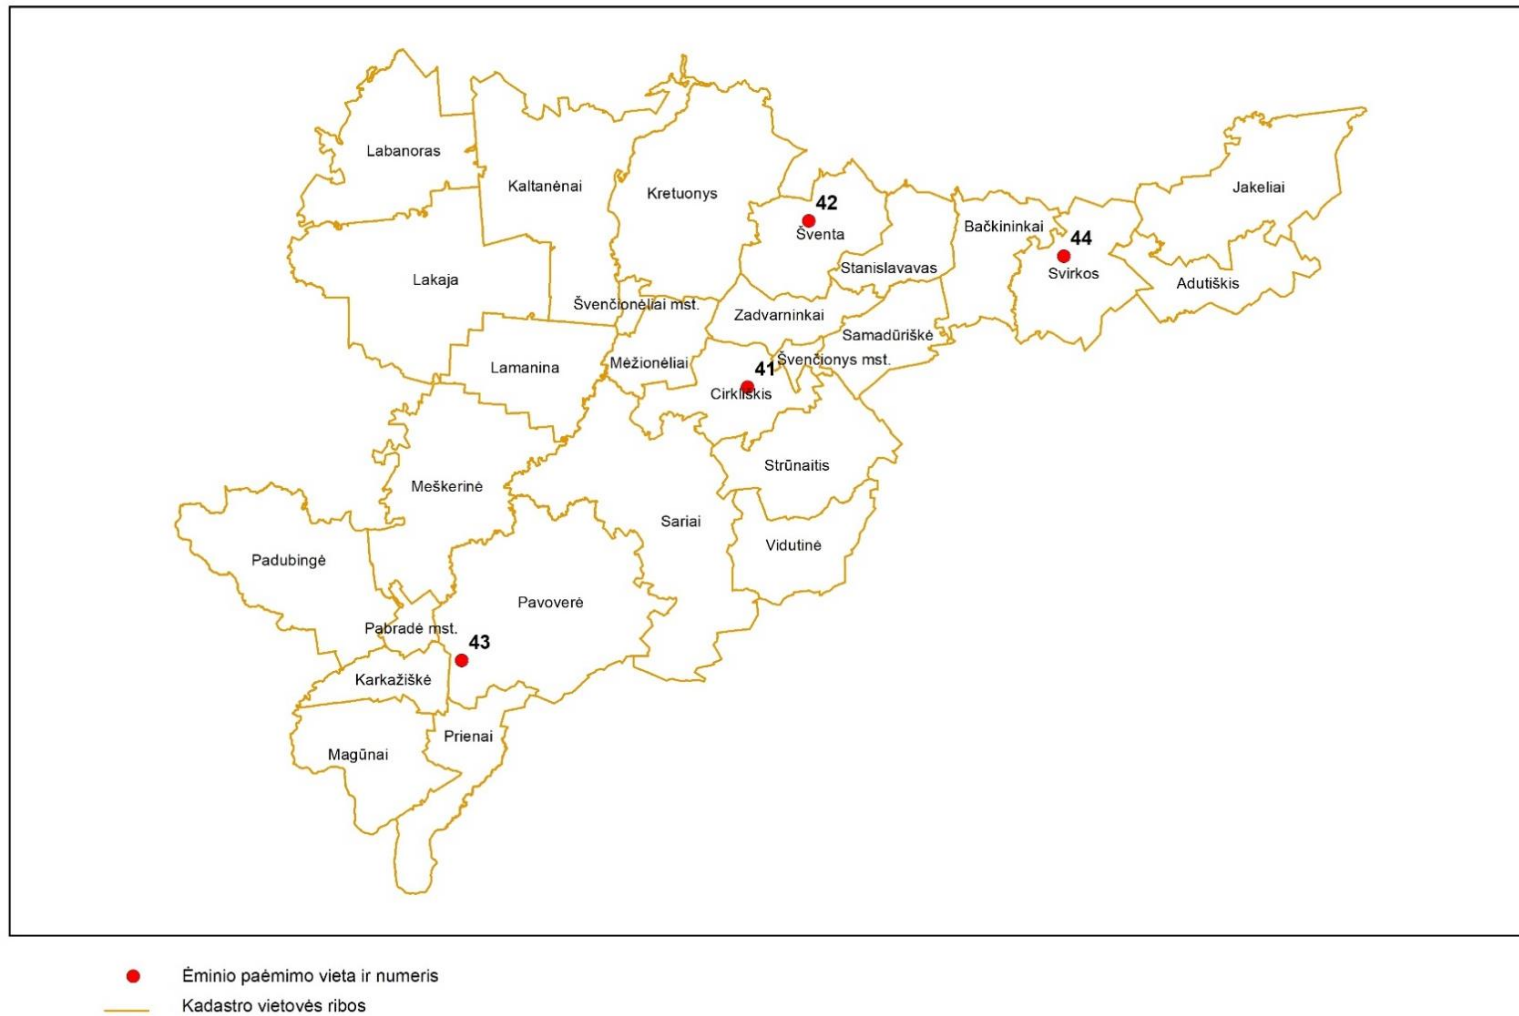 Labanoras
Kaltanėnai
Kretuonys
Jakeliai
42
Šventa
Bačkininkai
44
Svirkos
Stanislavavas
Adutiškis
Lakaja
Švenčionėliai mst.
Zadvarninkai
Samadūriškė
Lamanina
Mėžionėliai
Švenčionys mst.
41
Cirkliškis
Strūnaitis
Meškerinė
Sariai
Vidutinė
Padubingė
Pavoverė
Pabradė mst.
43
Karkažiškė
Prienai
Magūnai
Ėminio paėmimo vieta ir numeris
Kadastro vietovės ribos